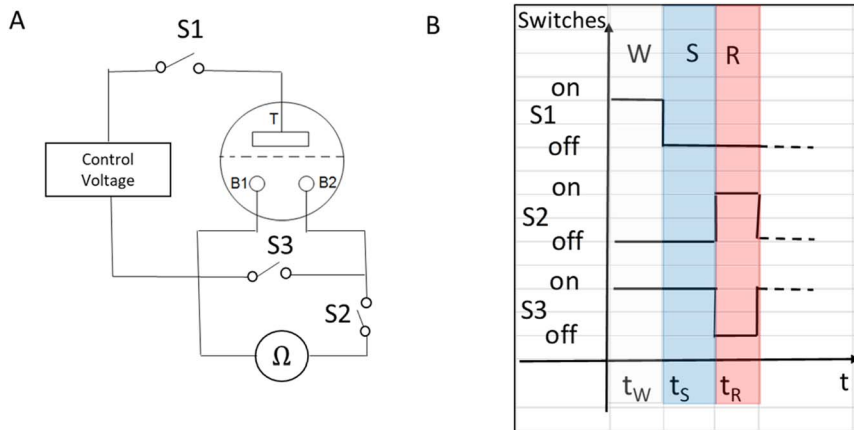 A
S1
T
Control
Voltage
B1
B2
S3
S2
Ω
B
Switches
W S R
on
S1
off
on
S2
off
on
S3
off
tW tS tR t